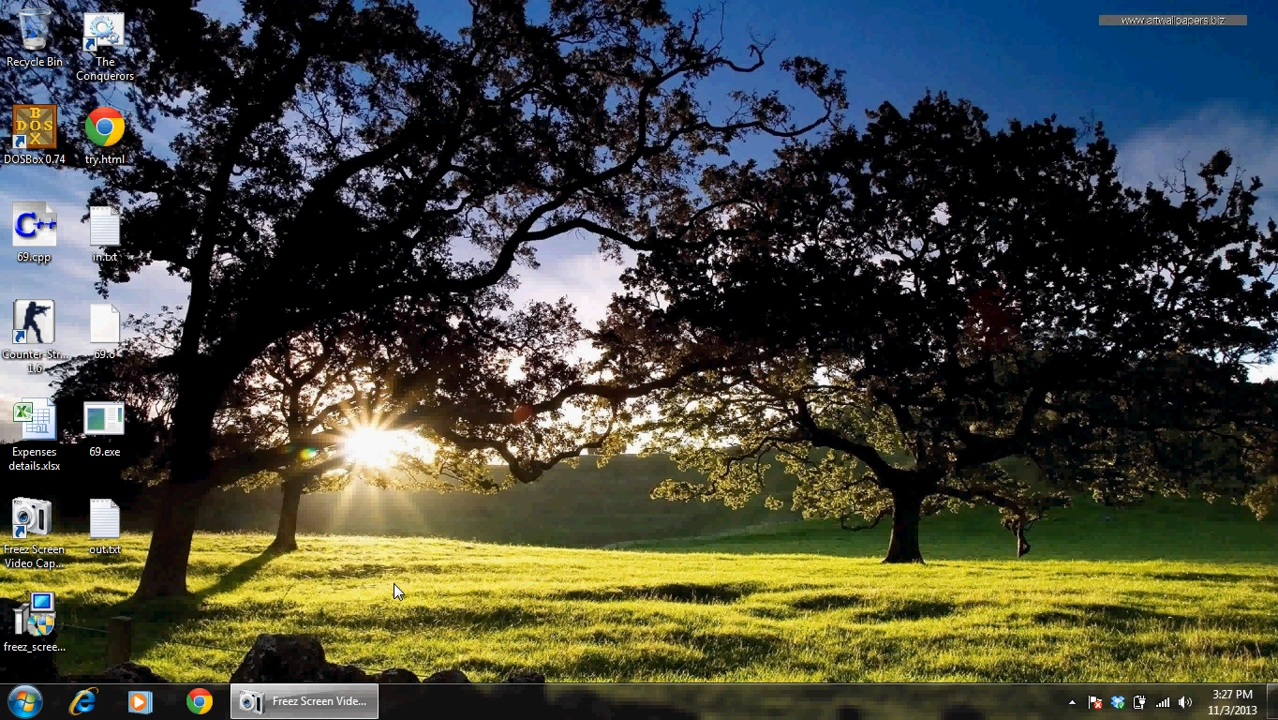 www.artwallpapers.biz
Recycle Bin
The
Conquerors
DOSBox 0.74
try.html
69.cpp
in.txt
Counter-Stri...
1.6
69.o
Expenses
details.xlsx
69.exe
Freez Screen
Video Cap...
out.txt
freez_scree...
Freez Screen Vide...
3:27 PM
11/3/2013